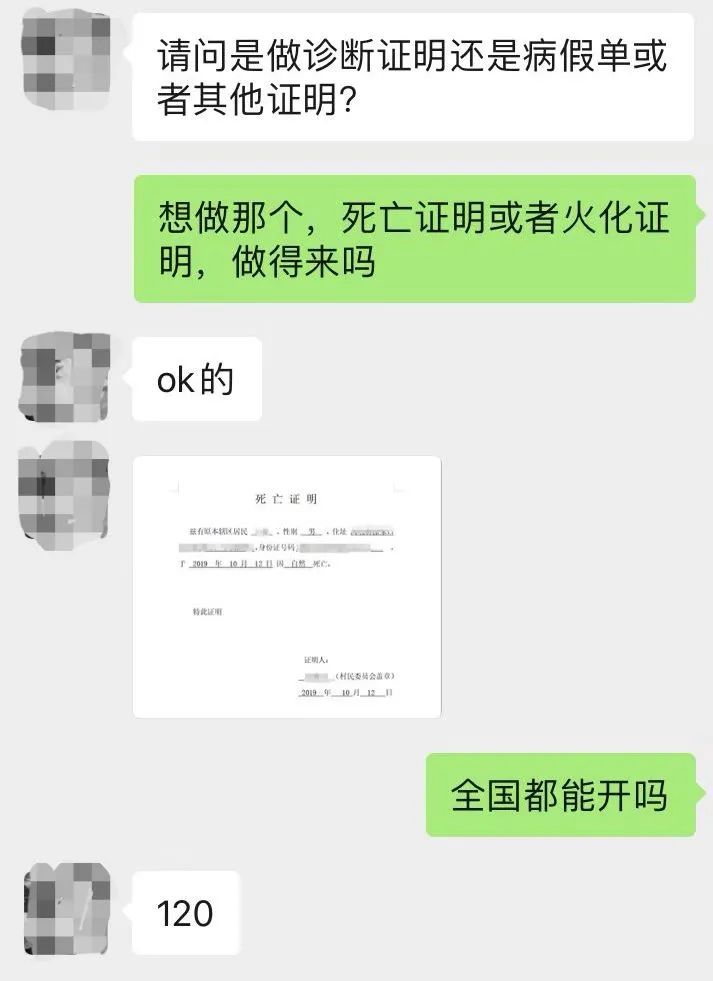 请问是做诊断证明还是病假单或
者其他证明?
想做那个，死亡证明或者火化证
明，做得来吗
ok的
死 亡 证 明
兹有原本辖区居民，性别 男，住址
，身份证号码，
于 2019 年 10 月 12 日 因 自然 死亡。
特此证明
证明人：
（村民委员会盖章）
2019 年 10 月 12 日
全国都能开吗
120